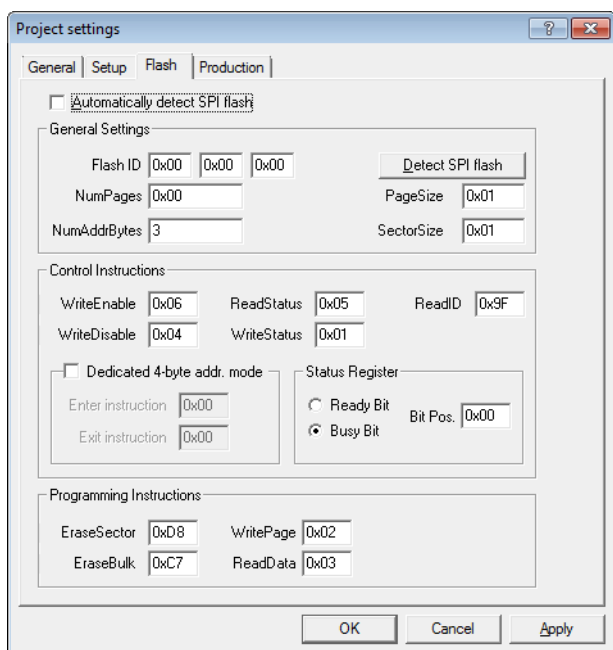 Project settings
General Setup Flash Production
Automatically detect SPI flash
General Settings
Flash ID 0x00 0x00 0x00 Detect SPI flash
NumPages 0x00 PageSize 0x01
NumAddrBytes 3 SectorSize 0x01
Control Instructions
WriteEnable 0x06 ReadStatus 0x05 ReadID 0x9F
WriteDisable 0x04 WriteStatus 0x01
Dedicated 4-byte addr. mode Status Register
Enter instruction 0x00 Ready Bit Bit Pos. 0x00
Exit instruction 0x00 Busy Bit
Programming Instructions
EraseSector 0xD8 WritePage 0x02
EraseBulk 0xC7 ReadData 0x03
OK Cancel Apply